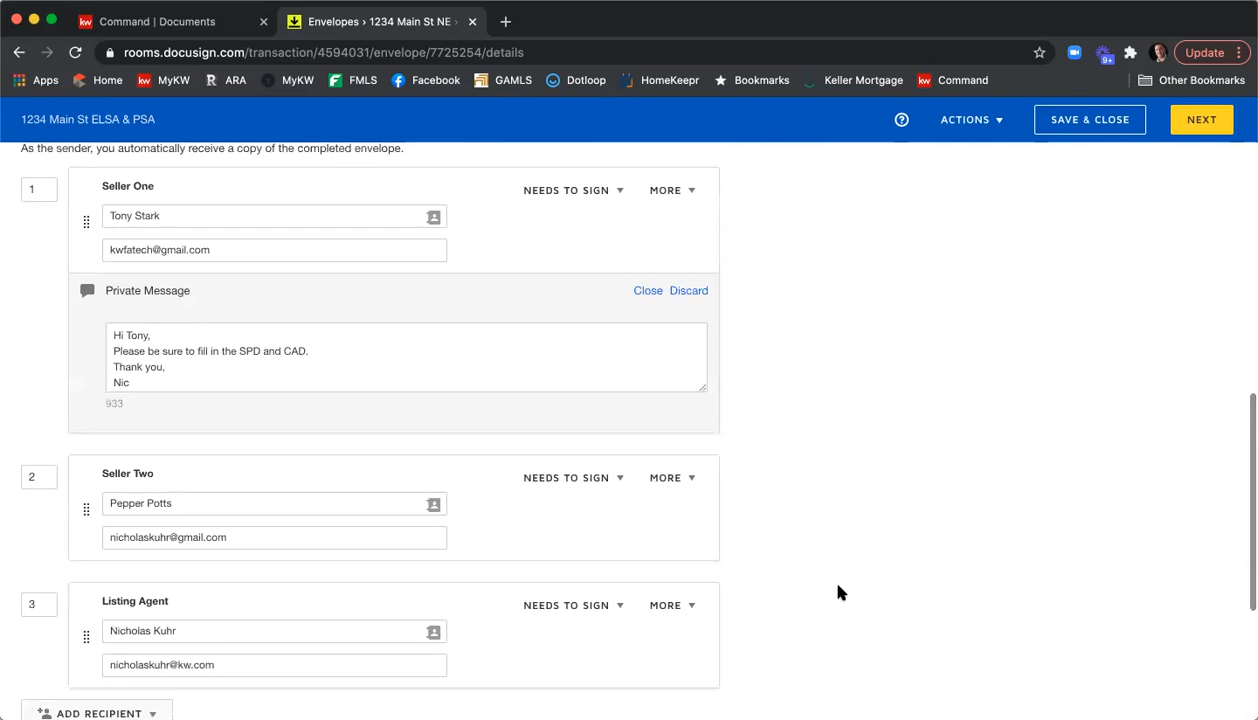 Command | Documents
Envelopes › 1234 Main St NE ›
rooms.docusign.com/transaction/4594031/envelope/7725254/details
9+
Update
Apps
Home
kw MyKW
R ARA
MyKW
FMLS
Facebook
GAMLS
Dotloop
HomeKeepr
Bookmarks
Keller Mortgage
kw Command
Other Bookmarks
1234 Main St ELSA & PSA
ACTIONS
SAVE & CLOSE
NEXT
As the sender, you automatically receive a copy of the completed envelope.
1
Seller One
NEEDS TO SIGN
MORE
Tony Stark
kwfatech@gmail.com
Private Message
Close Discard
Hi Tony,
Please be sure to fill in the SPD and CAD.
Thank you,
Nic
933
2
Seller Two
NEEDS TO SIGN
MORE
Pepper Potts
nicholaskuhr@gmail.com
3
Listing Agent
NEEDS TO SIGN
MORE
Nicholas Kuhr
nicholaskuhr@kw.com
ADD RECIPIENT